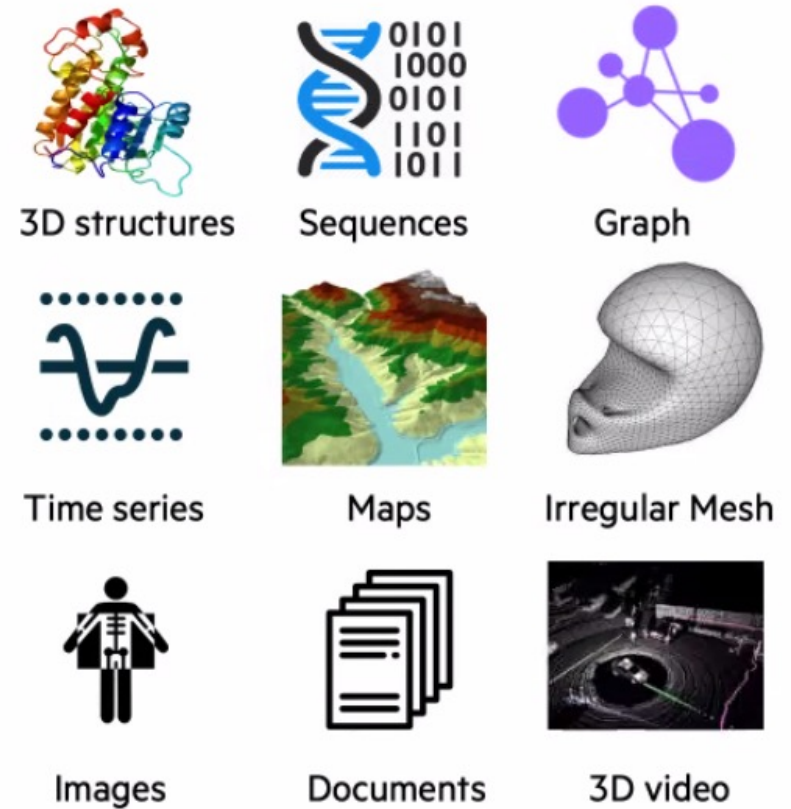 0101
1000
0101
1101
1011
3D structures
Sequences
Graph
Time series
Maps
Irregular Mesh
Images
Documents
3D video